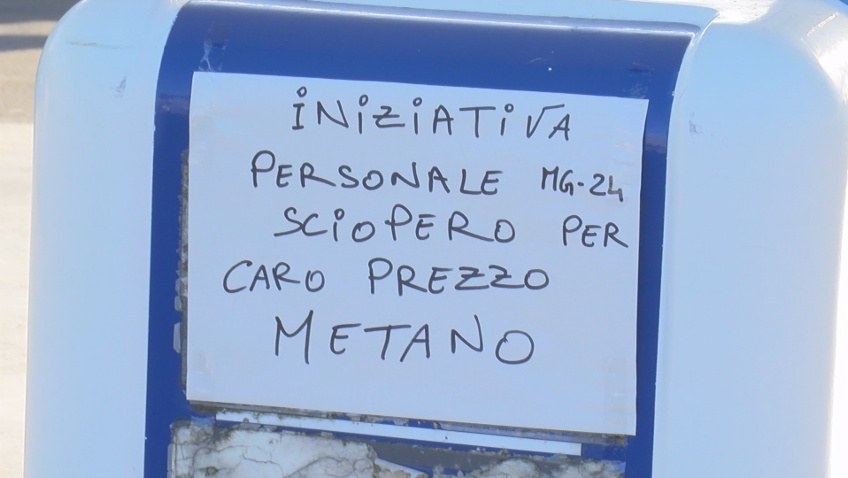 INIZIATIVA
PERSONALE MG-24
SCIOPERO PER
CARO PREZZO
METANO